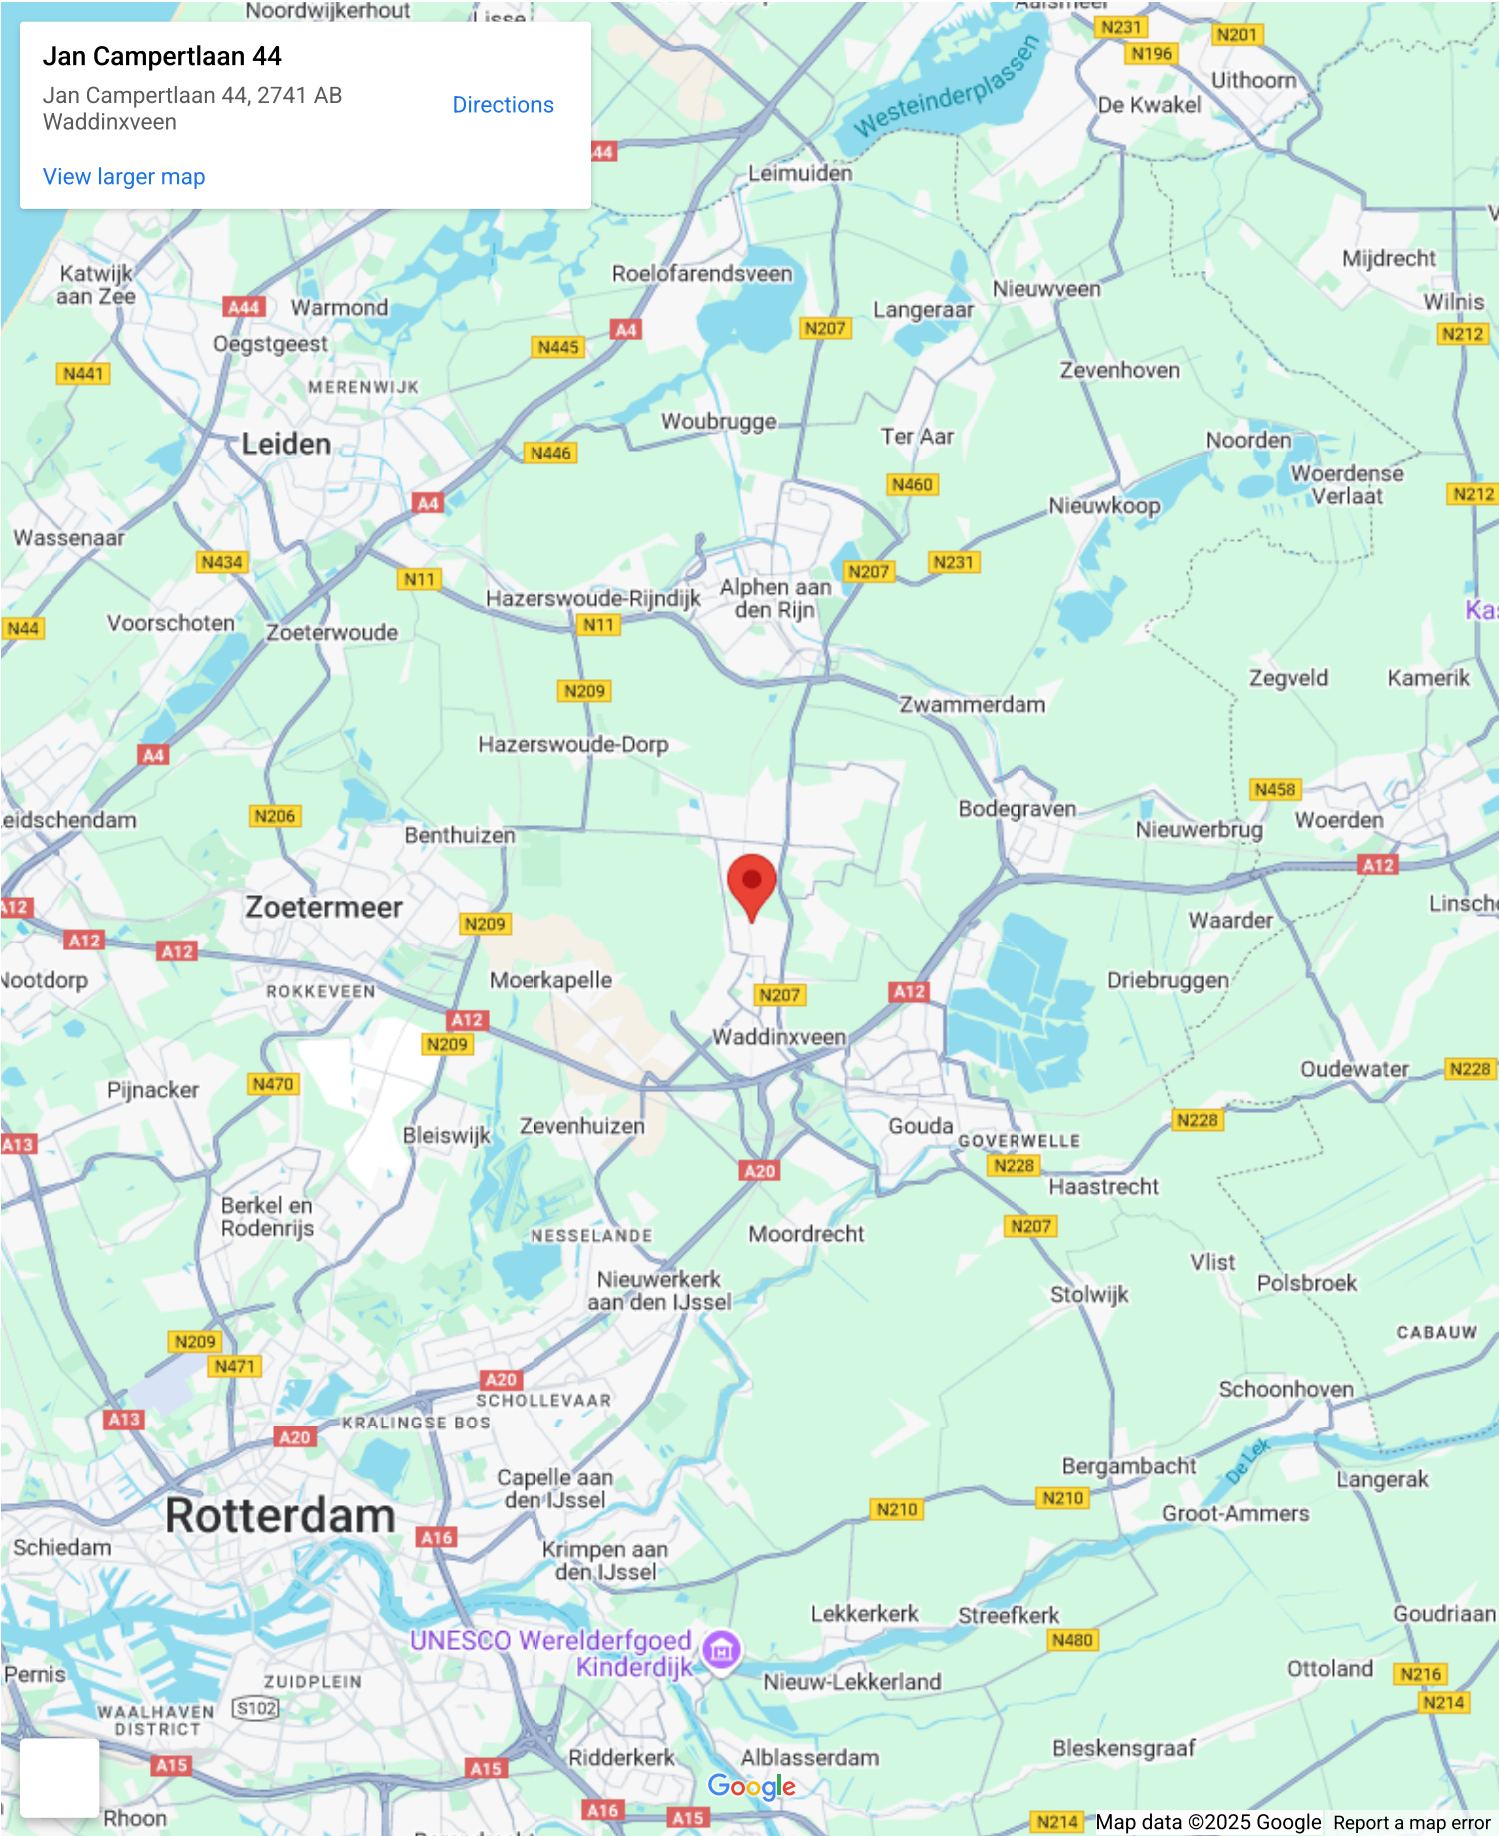 Noordwijkerhout
Lisse
Jan Campertlaan 44
Jan Campertlaan 44, 2741 AB
Waddinxveen
Directions
View larger map
N231
N201
N196
Uithoorn
De Kwakel
Westeinderplassen
44
Leimuiden
Mijdrecht
Katwijk
aan Zee
Roelofarendsveen
Nieuwveen
A44
Warmond
Langeraar
Wilnis
A4
N207
N212
Oegstgeest
N445
N441
MERENWIJK
Zevenhoven
Woubrugge
Leiden
Ter Aar
Noorden
N446
Woerdense
Verlaat
N460
N212
A4
Nieuwkoop
Wassenaar
N434
N231
N207
N11
Alphen aan
den Rijn
Hazerswoude-Rijndijk
Kas
N44
Voorschoten
Zoeterwoude
N11
Zegveld
Kamerik
N209
Zwammerdam
Hazerswoude-Dorp
A4
N458
Bodegraven
N206
eidschendam
Benthuizen
Nieuwerbrug
Woerden
A12
Zoetermeer
A12
Linscho
N209
Waarder
A12
A12
Nootdorp
ROKKEVEEN
Moerkapelle
N207
A12
Driebruggen
A12
Waddinxveen
N209
Oudewater
N228
N470
Pijnacker
Bleiswijk
Zevenhuizen
Gouda
GOVERWELLE
N228
A13
A20
N228
Haastrecht
Berkel en
Rodenrijs
NESSELANDE
Moordrecht
N207
Vlist
Polsbroek
Nieuwerkerk
aan den IJssel
Stolwijk
CABAUW
N209
N471
A20
SCHOLLEVAAR
Schoonhoven
A13
KRALINGSE BOS
A20
De Lek
Bergambacht
Langerak
Capelle aan
den IJssel
N210
N210
Rotterdam
Groot-Ammers
A16
Schiedam
Krimpen aan
den IJssel
Lekkerkerk
Streefkerk
Goudriaan
UNESCO Werelderfgoed
Kinderdijk
N480
Pernis
ZUIDPLEIN
Nieuw-Lekkerland
Ottoland
N216
S102
WAALHAVEN
DISTRICT
N214
Bleskensgraaf
A15
A15
Ridderkerk
Alblasserdam
Google
Rhoon
A16
A15
N214
Map data ©2025 Google
Report a map error